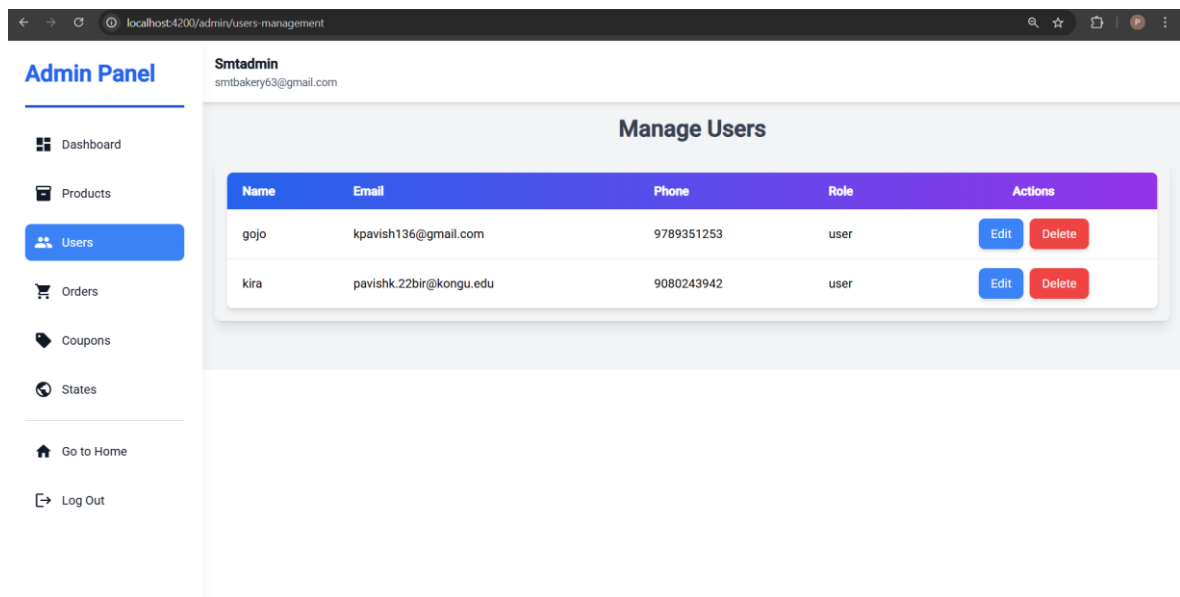 localhost:4200/admin/users-management
P
Admin Panel
Smtadmin
smtbakery63@gmail.com
Dashboard
Products
Users
Orders
Coupons
States
Go to Home
Log Out
Manage Users
Name Email Phone Role Actions
gojo kpavish136@gmail.com 9789351253 user Edit Delete
kira pavishk.22bir@kongu.edu 9080243942 user Edit Delete